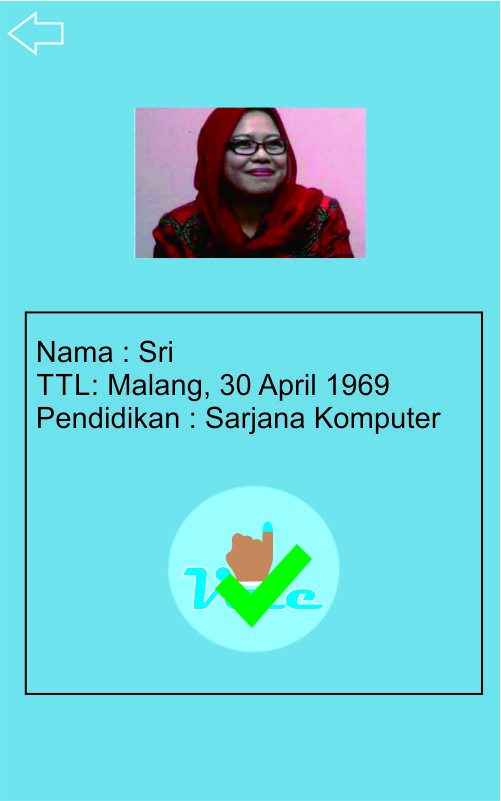 Nama : Sri
TTL: Malang, 30 April 1969
Pendidikan : Sarjana Komputer